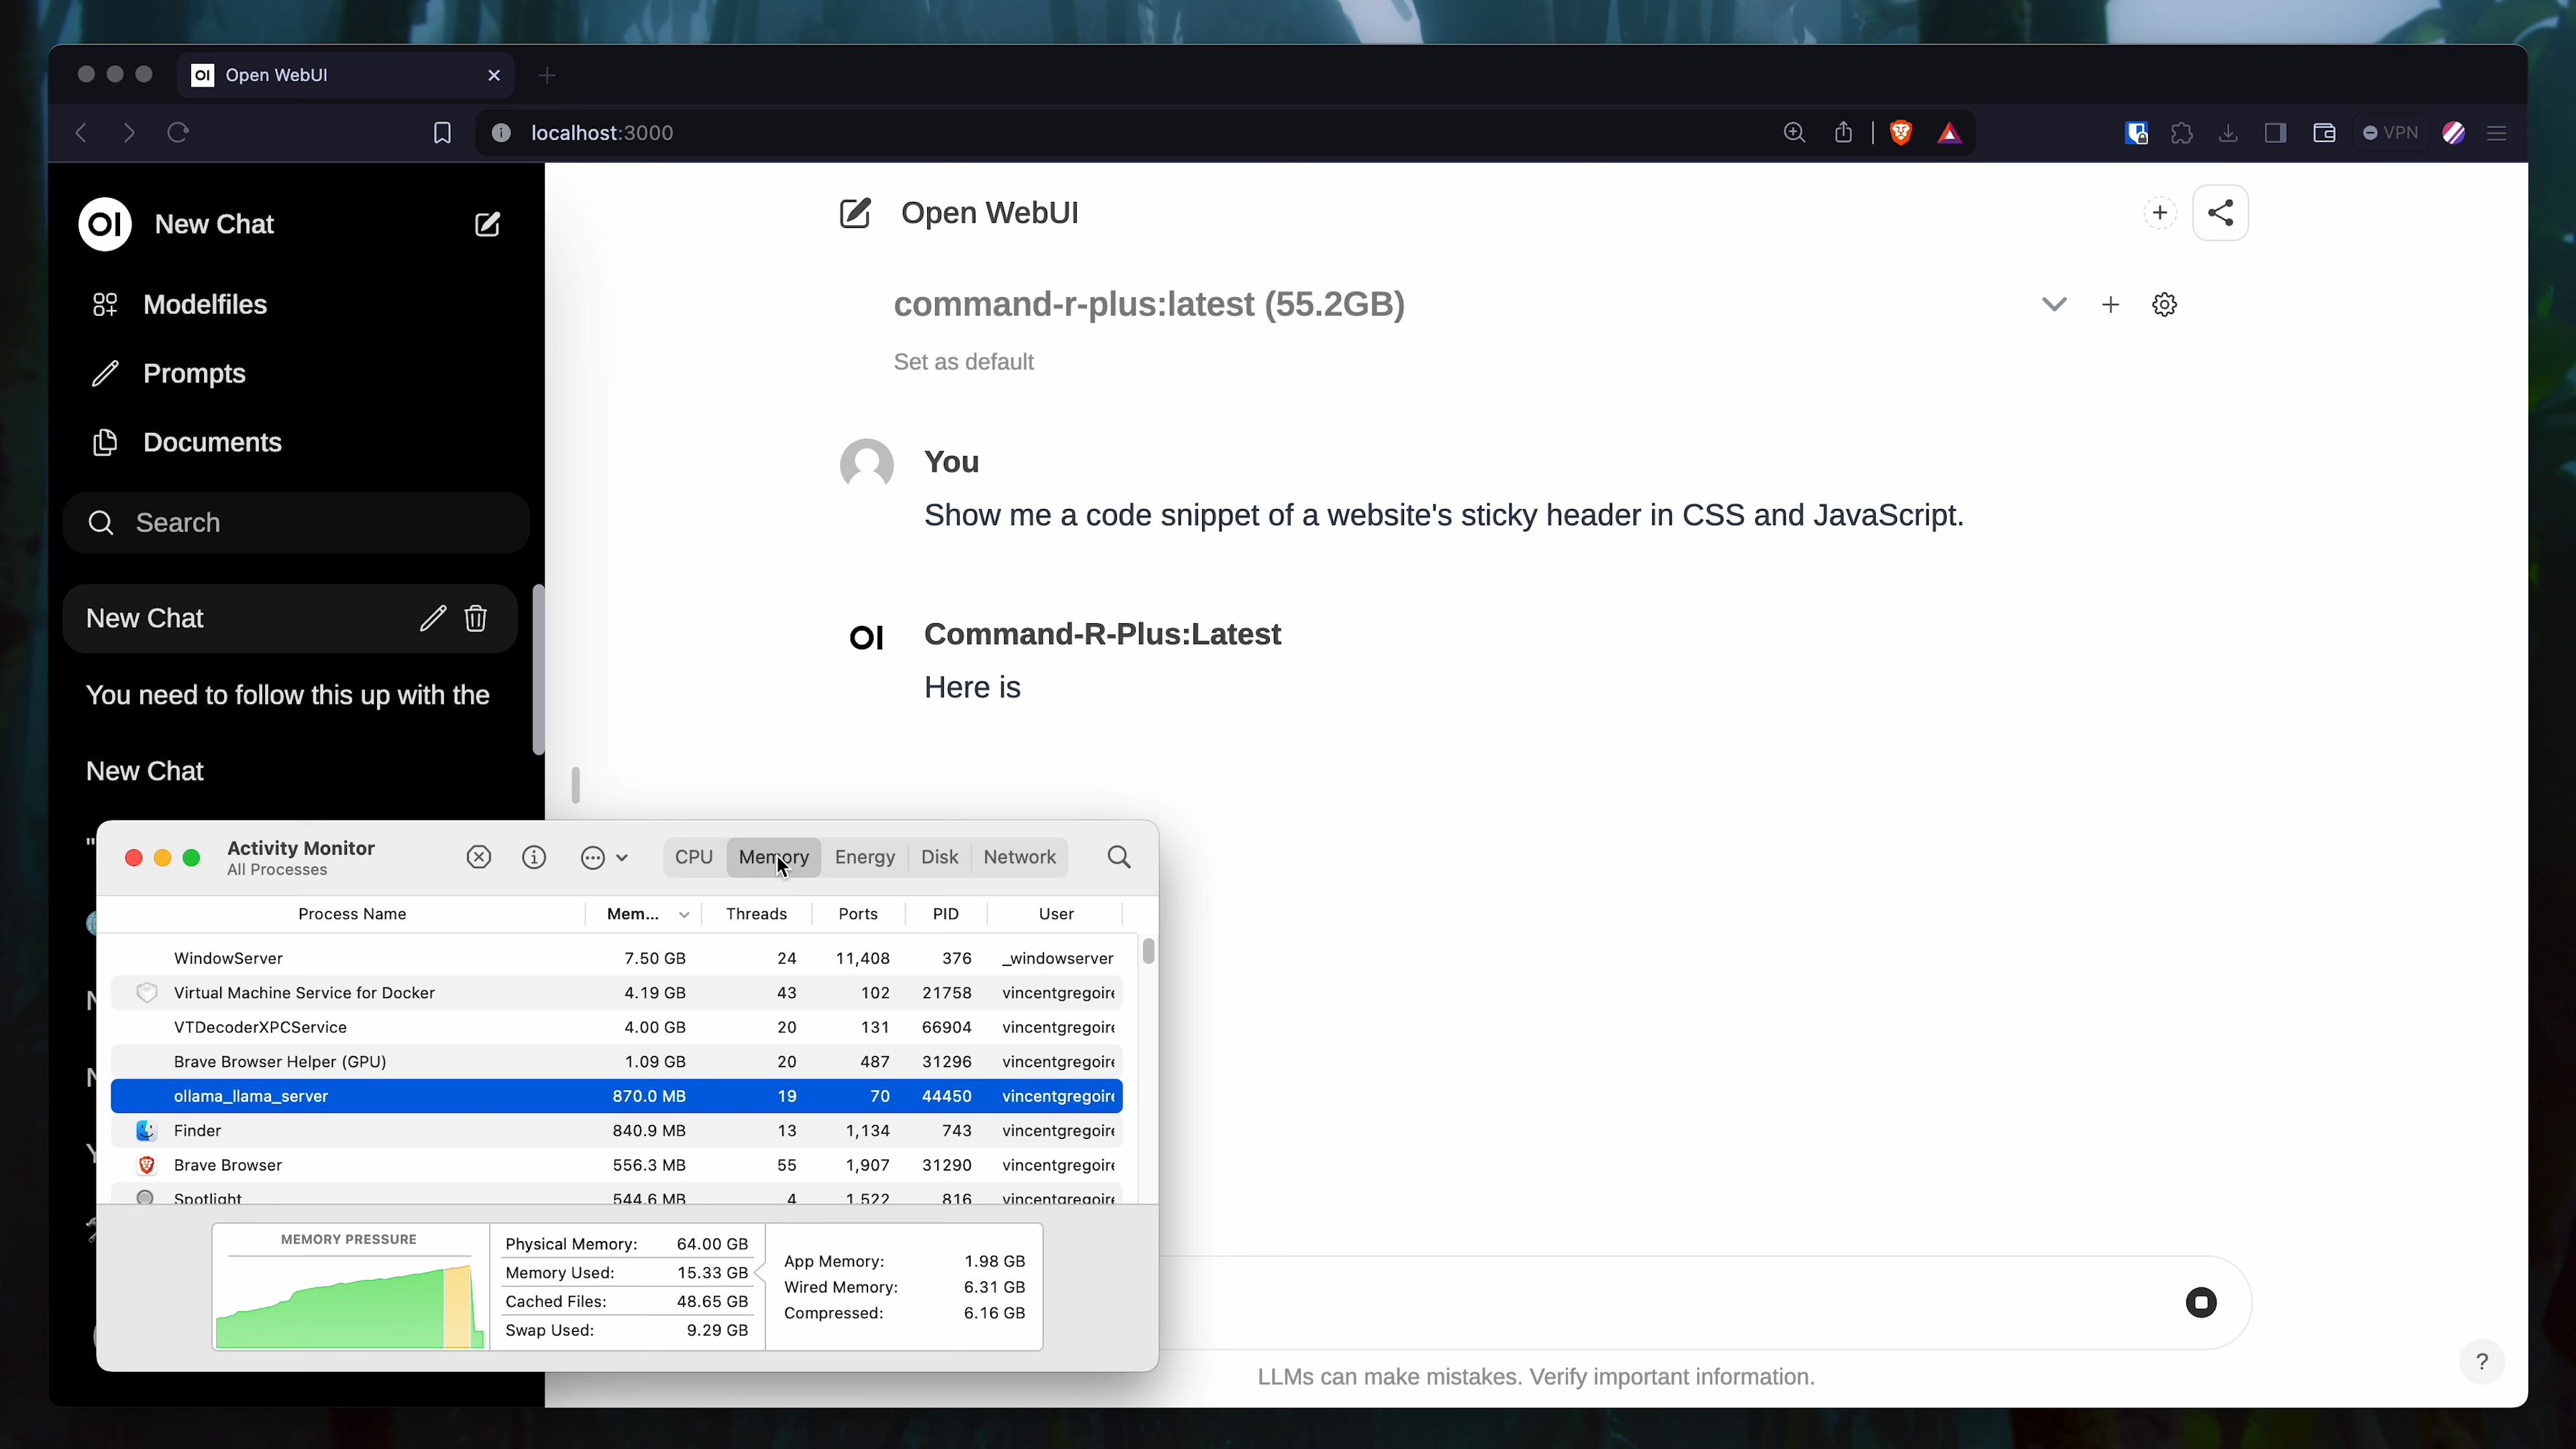 OI Open WebUI
localhost:3000
VPN
OI New Chat
Modelfiles
Prompts
Documents
Search
New Chat
You need to follow this up with the
New Chat
Open WebUI
command-r-plus:latest (55.2GB)
Set as default
You
Show me a code snippet of a website's sticky header in CSS and JavaScript.
OI Command-R-Plus:Latest
Here is
Activity Monitor
All Processes
CPU Memory Energy Disk Network
Process Name Mem... Threads Ports PID User
WindowServer 7.50 GB 24 11,408 376 _windowserver
Virtual Machine Service for Docker 4.19 GB 43 102 21758 vincentgregoire
VTDecoderXPCService 4.00 GB 20 131 66904 vincentgregoire
Brave Browser Helper (GPU) 1.09 GB 20 487 31296 vincentgregoire
ollama_llama_server 870.0 MB 19 70 44450 vincentgregoire
Finder 840.9 MB 13 1,134 743 vincentgregoire
Brave Browser 556.3 MB 55 1,907 31290 vincentgregoire
Spotlight 544.6 MB 4 1,522 816 vincentgregoire
MEMORY PRESSURE
Physical Memory: 64.00 GB
Memory Used: 15.33 GB
Cached Files: 48.65 GB
Swap Used: 9.29 GB
App Memory: 1.98 GB
Wired Memory: 6.31 GB
Compressed: 6.16 GB
LLMs can make mistakes. Verify important information.
?